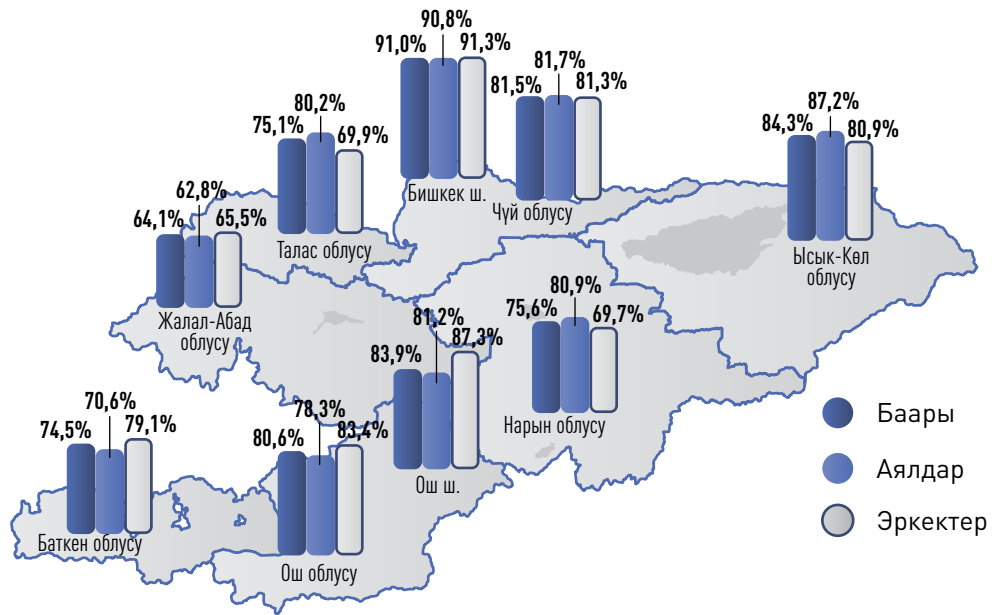 91,0%
90,8%
91,3%
Бишкек ш.
81,5%
81,7%
81,3%
Чүй облусу
84,3%
87,2%
80,9%
Ысык-Көл
облусу
75,1%
80,2%
69,9%
Талас облусу
64,1%
62,8%
65,5%
Жалал-Абад
облусу
83,9%
81,2%
87,3%
Ош ш.
75,6%
80,9%
69,7%
Нарын облусу
74,5%
70,6%
79,1%
Баткен облусу
80,6%
78,3%
83,4%
Ош облусу
Баары
Аялдар
Эркектер